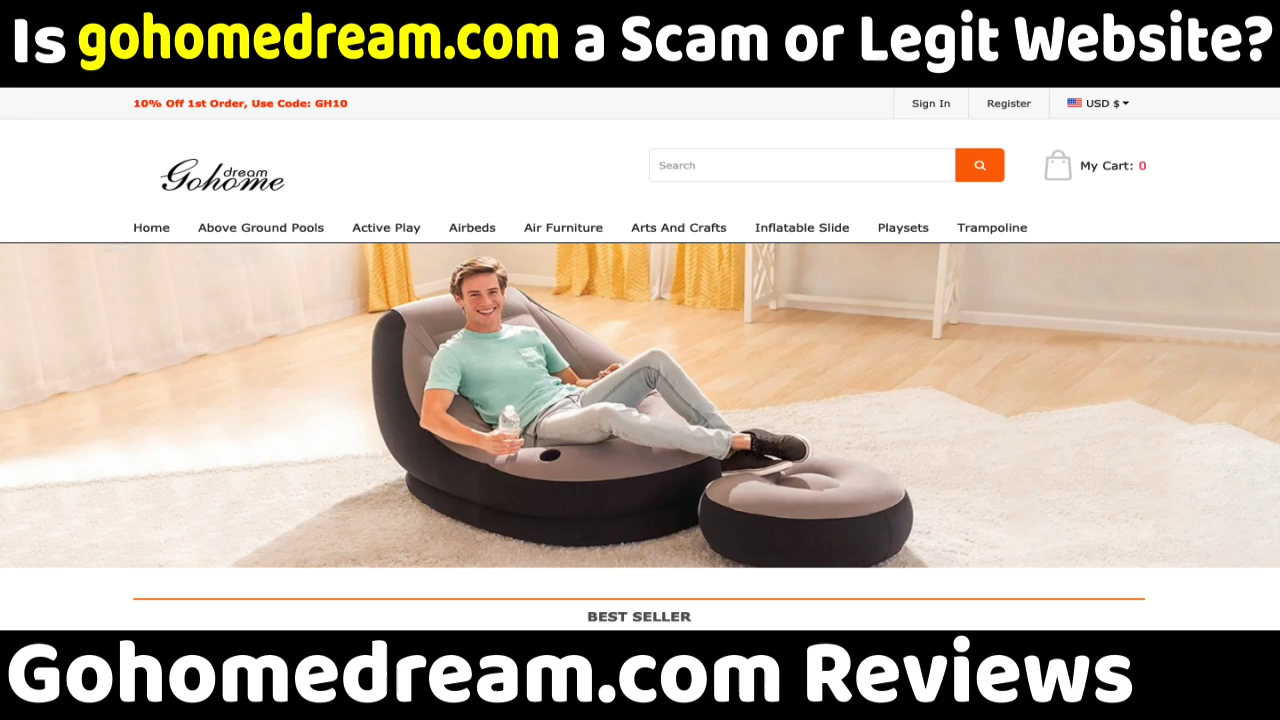 Is gohomedream.com a Scam or Legit Website?
10% Off 1st Order, Use Code: GH10
Sign In
Register
USD $
dream
Gohome
Search
My Cart: 0
Home
Above Ground Pools
Active Play
Airbeds
Air Furniture
Arts And Crafts
Inflatable Slide
Playsets
Trampoline
BEST SELLER
Gohomedream.com Reviews